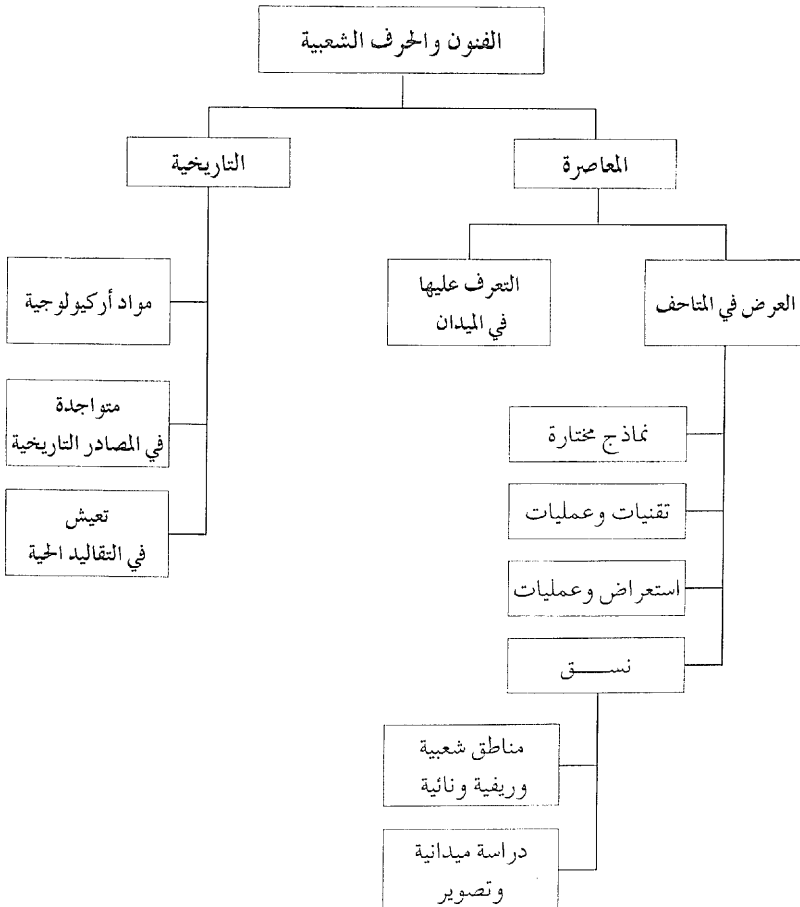 الفنون والحرف الشعبية
المعاصرة
التاريخية
العرض في المتاحف
التعرف عليها
في الميدان
مواد أركيولوجية
متواجدة
في المصادر التاريخية
تعيش
في التقاليد الحية
نماذج مختارة
تقنيات وعمليات
استعراض وعمليات
نســـــق
مناطق شعبية
وريفية ونائية
دراسة ميدانية
وتصوير